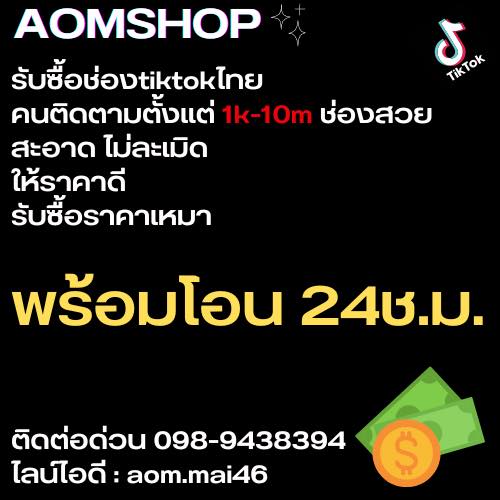 AOMSHOP
TikTok
รับซื้อช่องtiktokไทย
คนติดตามตั้งแต่ 1k-10m ช่องสวย
สะอาด ไม่ละเมิด
ให้ราคาดี
รับซื้อราคาเหมา
พร้อมโอน 24ช.ม.
ติดต่อด่วน 098-9438394
ไลน์ไอดี : aom.mai46
$